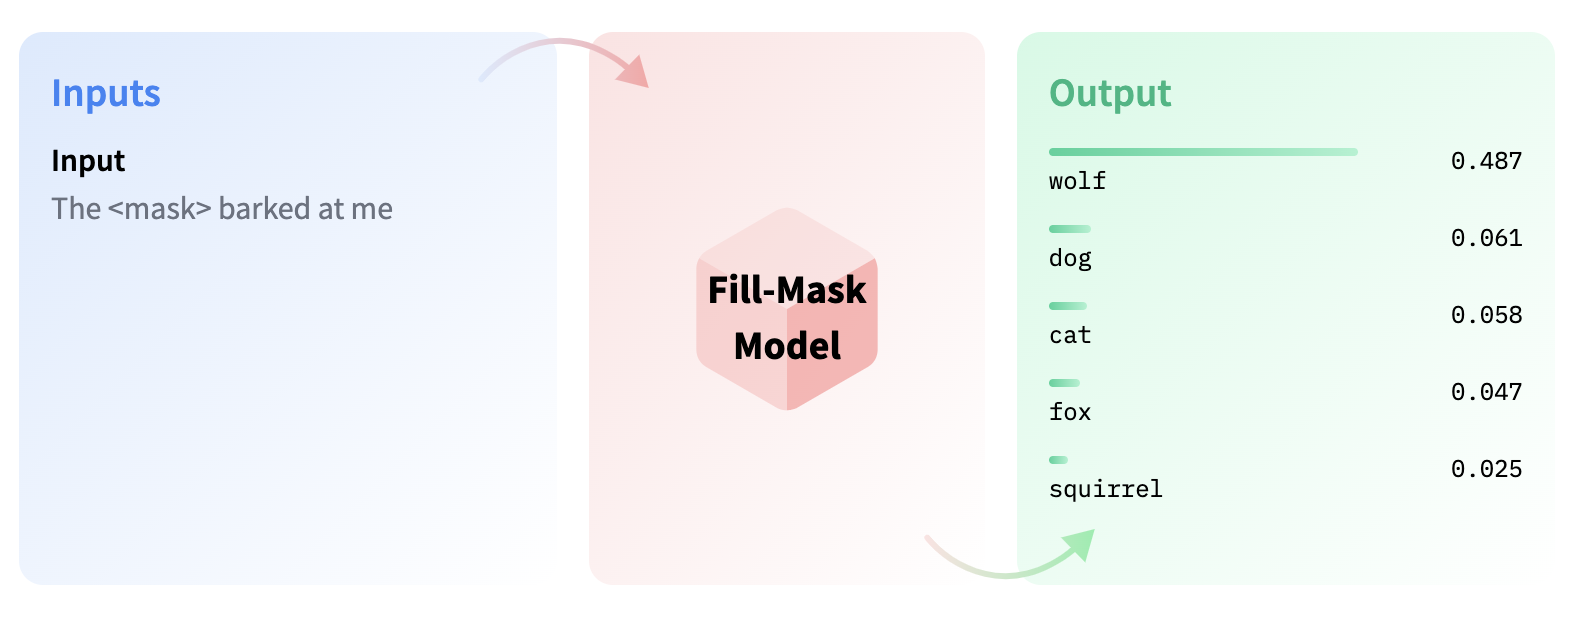 Inputs
Input
The <mask> barked at me
Fill-Mask
Model
Output
wolf 0.487
dog 0.061
cat 0.058
fox 0.047
squirrel 0.025